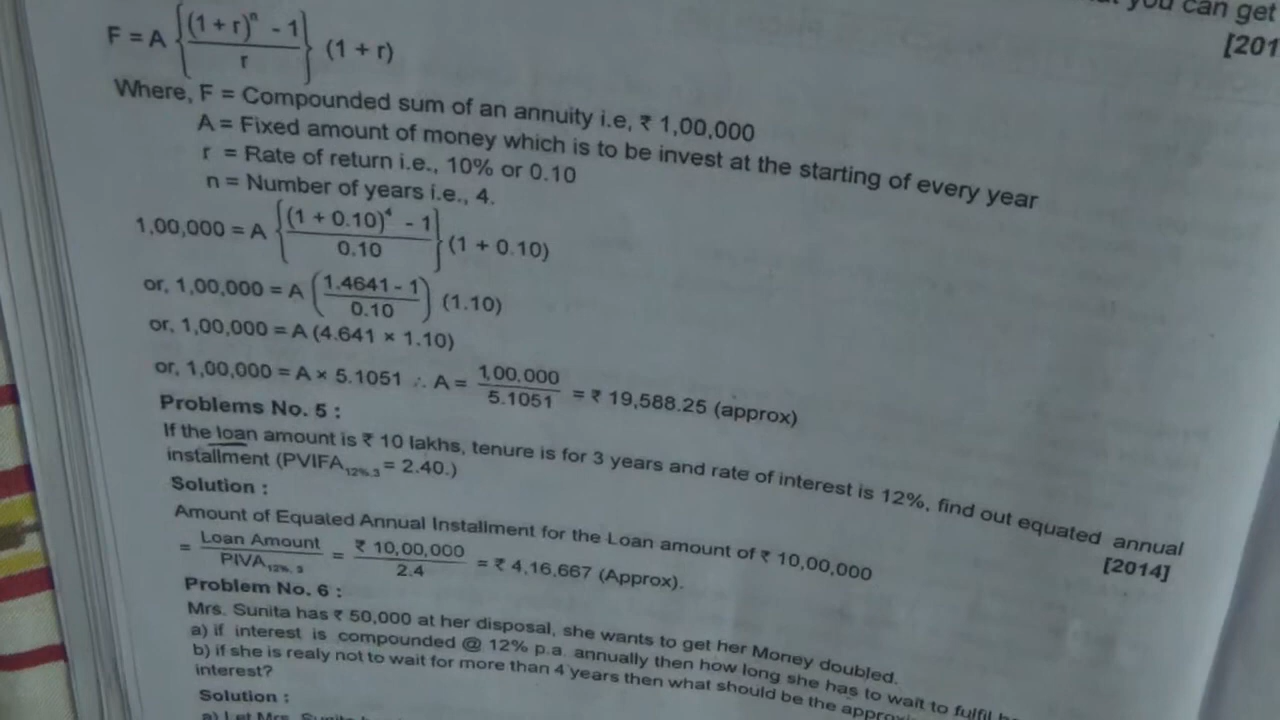 you can get
[201
F = A {((1 + r)ⁿ - 1)/r} (1 + r)
Where, F = Compounded sum of an annuity i.e, ₹ 1,00,000
A = Fixed amount of money which is to be invest at the starting of every year
r = Rate of return i.e., 10% or 0.10
n = Number of years i.e., 4.
1,00,000 = A {((1 + 0.10)⁴ - 1)/0.10} (1 + 0.10)
or, 1,00,000 = A ((1.4641 - 1)/0.10) (1.10)
or, 1,00,000 = A (4.641 × 1.10)
or, 1,00,000 = A × 5.1051 ∴ A = 1,00,000/5.1051 = ₹ 19,588.25 (approx)
Problems No. 5 :
If the loan amount is ₹ 10 lakhs, tenure is for 3 years and rate of interest is 12%, find out equated annual
installment (PVIFA₁₂%,₃ = 2.40.)
[2014]
Solution :
Amount of Equated Annual Installment for the Loan amount of ₹ 10,00,000
= Loan Amount/PIVA₁₂%, ₃ = ₹ 10,00,000/2.4 = ₹ 4,16,667 (Approx).
Problem No. 6 :
Mrs. Sunita has ₹ 50,000 at her disposal, she wants to get her Money doubled.
a) if interest is compounded @ 12% p.a. annually then how long she has to wait to fulfil
b) if she is realy not to wait for more than 4 years then what should be the
interest?
Solution :
a) Let Mrs.